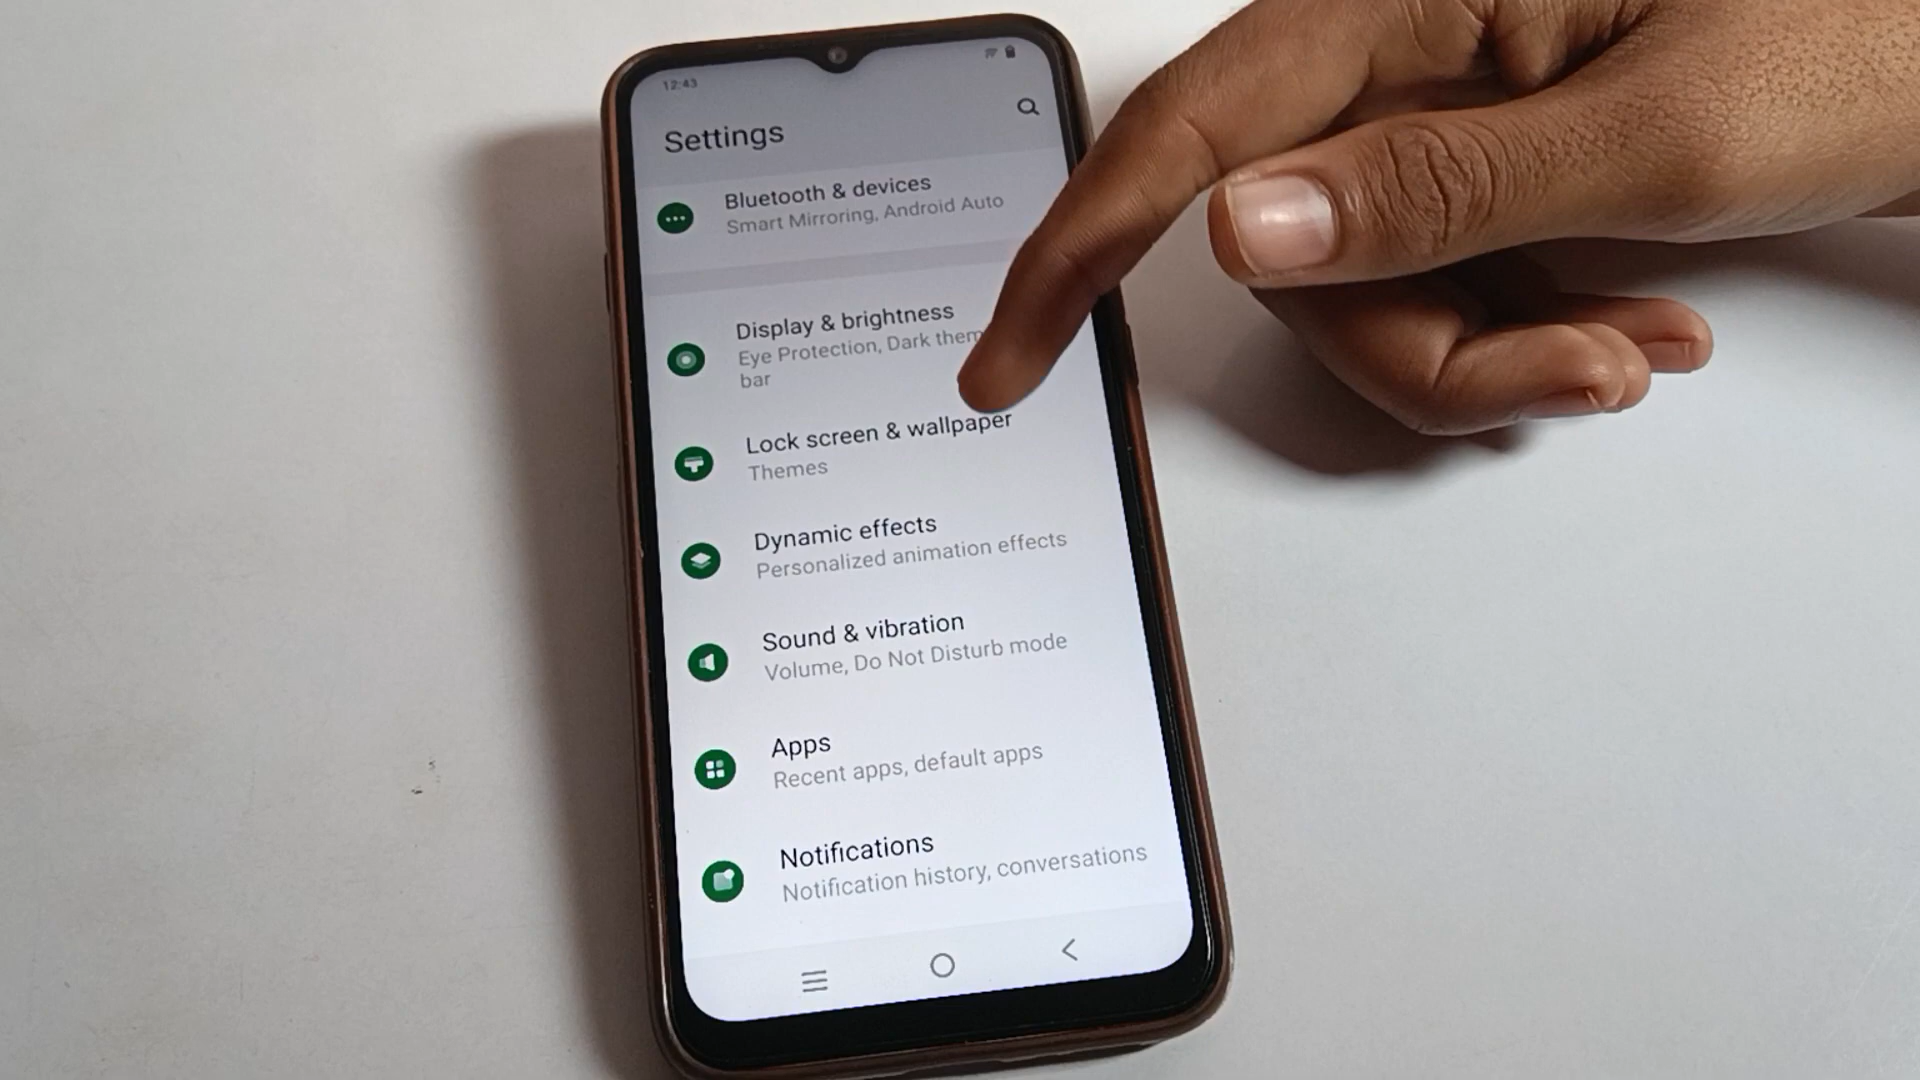 12:43
Settings
Bluetooth & devices
Smart Mirroring, Android Auto
Display & brightness
Eye Protection, Dark
bar
Lock screen & wallpaper
Themes
Dynamic effects
Personalized animation effects
Sound & vibration
Volume, Do Not Disturb mode
Apps
Recent apps, default apps
Notifications
Notification history, conversations